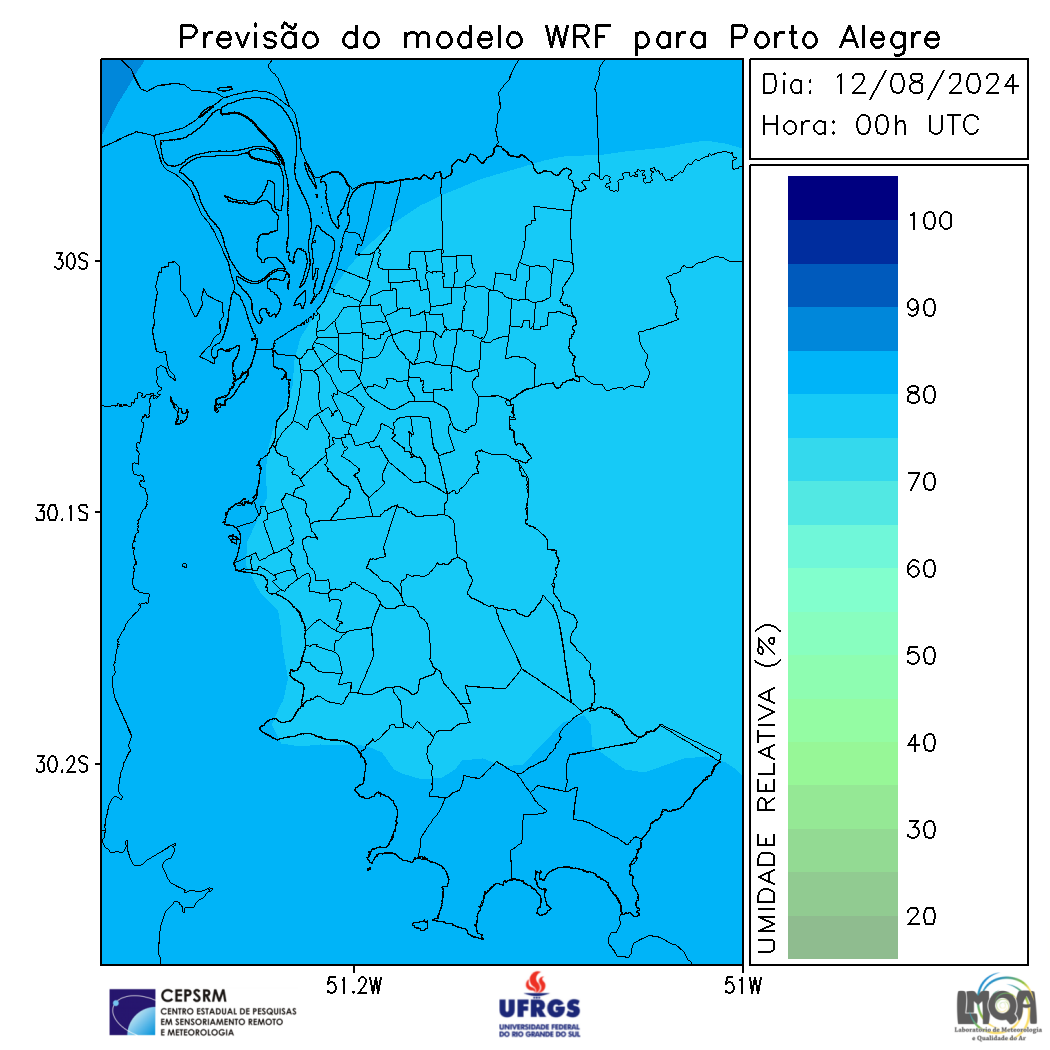 Previsão do modelo WRF para Porto Alegre
Dia: 12/08/2024
Hora: 00h UTC
30S
30.1S
30.2S
51.2W
51W
UMIDADE RELATIVA (%)
100
90
80
70
60
50
40
30
20
CEPSRM
CENTRO ESTADUAL DE PESQUISAS
EM SENSORIAMENTO REMOTO
E METEOROLOGIA
UFRGS
UNIVERSIDADE FEDERAL
DO RIO GRANDE DO SUL
LMQA
Laboratório de Meteorologia
e Qualidade do Ar